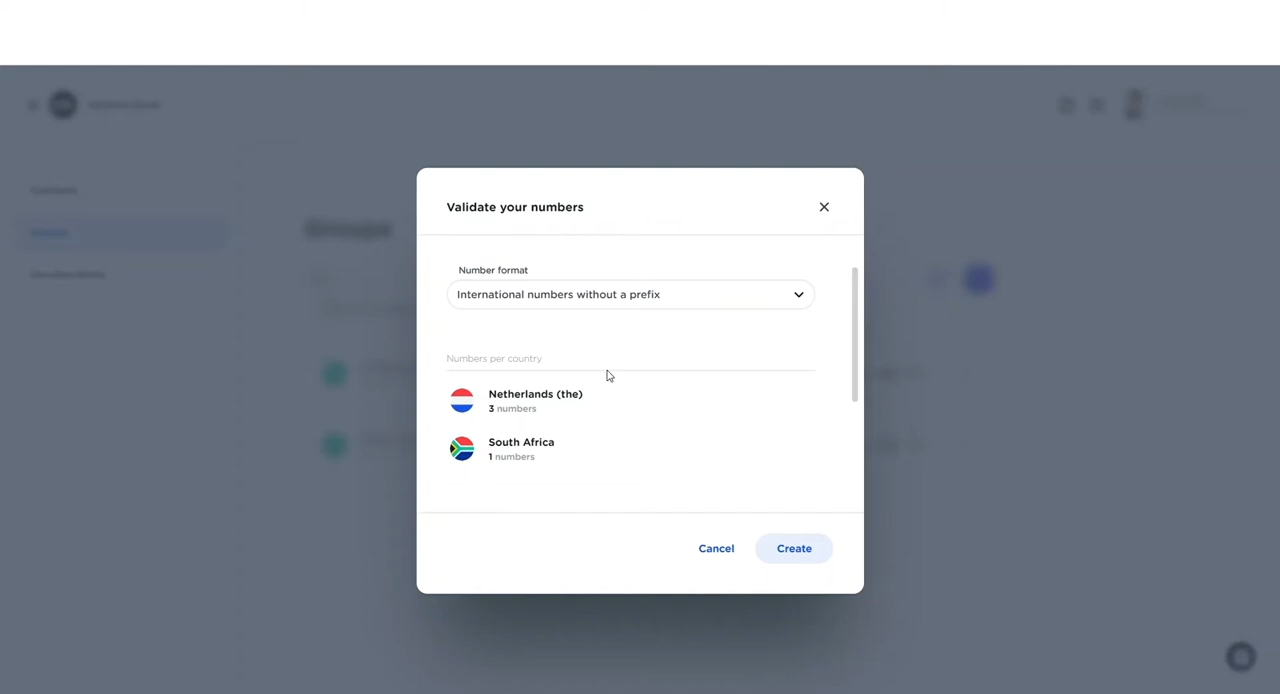 Groups
Validate your numbers
Number format
International numbers without a prefix
Numbers per country
Netherlands (the)
3 numbers
South Africa
1 numbers
Cancel
Create